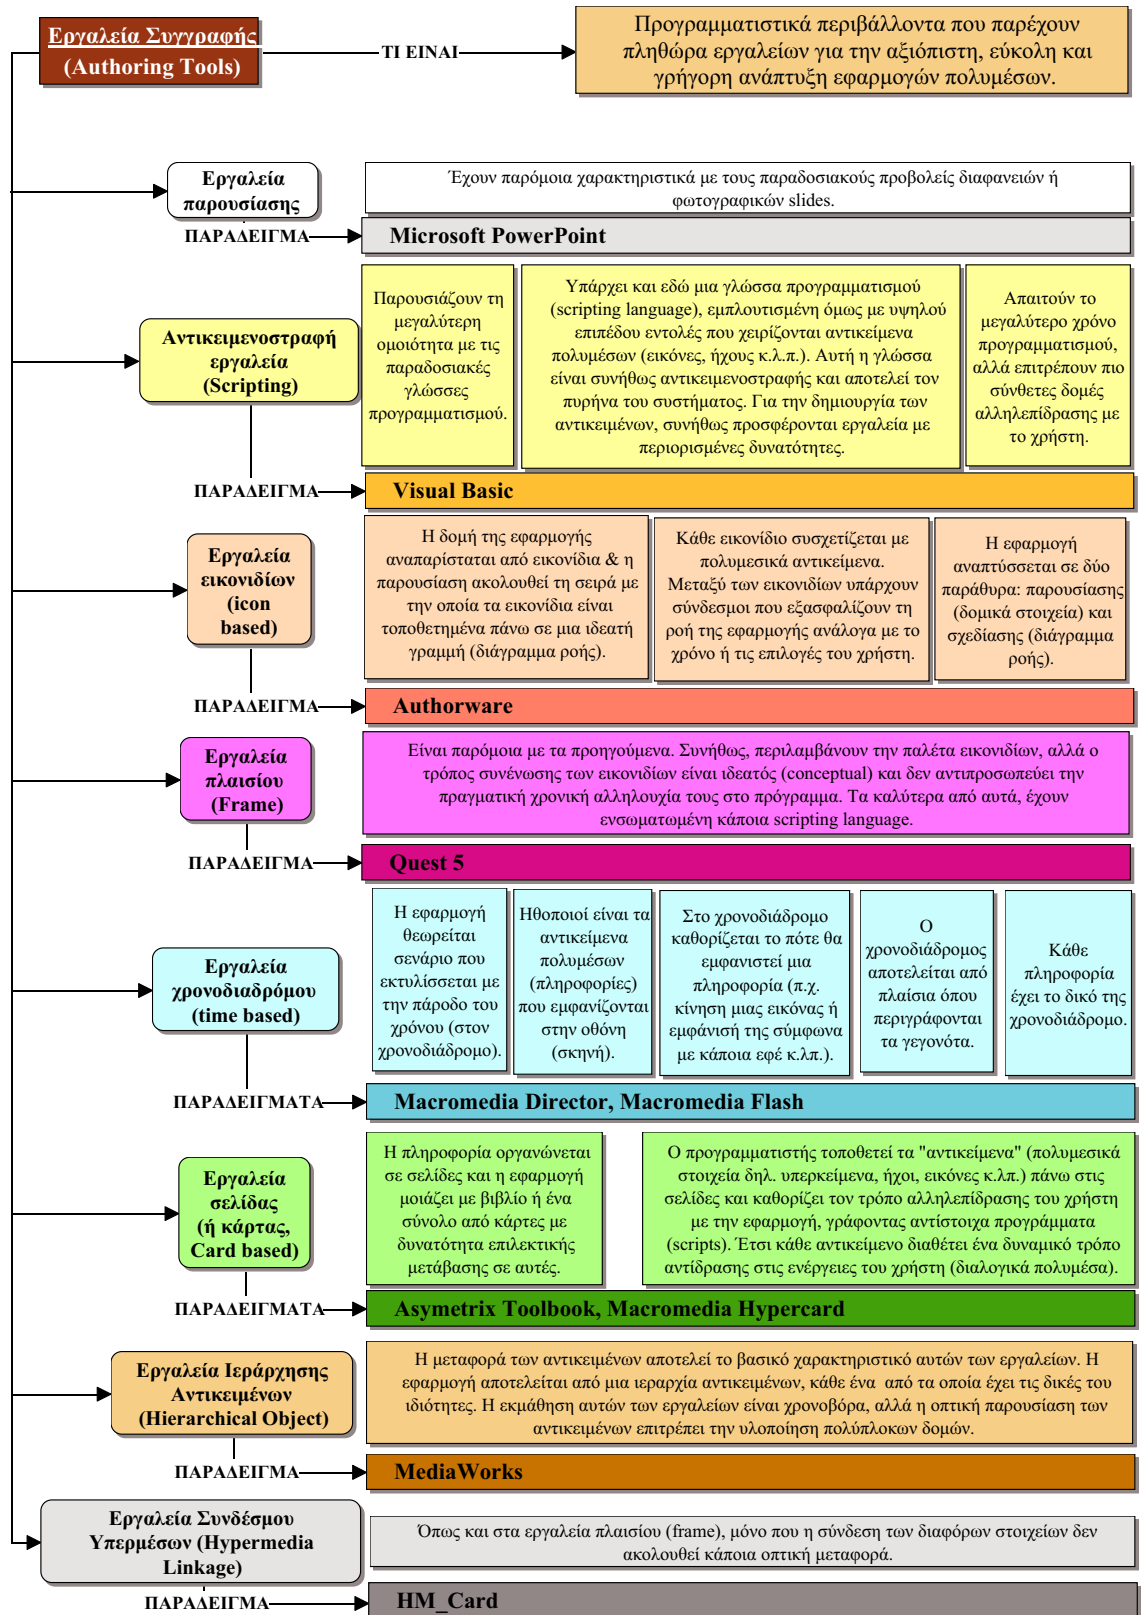 Εργαλεία Συγγραφής
(Authoring Tools)
ΤΙ ΕΙΝΑΙ
Προγραμματιστικά περιβάλλοντα που παρέχουν
πληθώρα εργαλείων για την αξιόπιστη, εύκολη και
γρήγορη ανάπτυξη εφαρμογών πολυμέσων.
Εργαλεία
παρουσίασης
Έχουν παρόμοια χαρακτηριστικά με τους παραδοσιακούς προβολείς διαφανειών ή
φωτογραφικών slides.
ΠΑΡΑΔΕΙΓΜΑ
Microsoft PowerPoint
Αντικειμενοστραφή
εργαλεία
(Scripting)
Παρουσιάζουν τη
μεγαλύτερη
ομοιότητα με τις
παραδοσιακές
γλώσσες
προγραμματισμού.
Υπάρχει και εδώ μια γλώσσα προγραμματισμού
(scripting language), εμπλουτισμένη όμως με υψηλού
επιπέδου εντολές που χειρίζονται αντικείμενα
πολυμέσων (εικόνες, ήχους κ.λ.π.). Αυτή η γλώσσα
είναι συνήθως αντικειμενοστραφής και αποτελεί τον
πυρήνα του συστήματος. Για την δημιουργία των
αντικειμένων, συνήθως προσφέρονται εργαλεία με
περιορισμένες δυνατότητες.
Απαιτούν το
μεγαλύτερο χρόνο
προγραμματισμού,
αλλά επιτρέπουν πιο
σύνθετες δομές
αλληλεπίδρασης με
το χρήστη.
ΠΑΡΑΔΕΙΓΜΑ
Visual Basic
Εργαλεία
εικονιδίων
(icon
based)
Η δομή της εφαρμογής
αναπαρίσταται από εικονίδια & η
παρουσίαση ακολουθεί τη σειρά με
την οποία τα εικονίδια είναι
τοποθετημένα πάνω σε μια ιδεατή
γραμμή (διάγραμμα ροής).
Κάθε εικονίδιο συσχετίζεται με
πολυμεσικά αντικείμενα.
Μεταξύ των εικονιδίων υπάρχουν
σύνδεσμοι που εξασφαλίζουν τη
ροή της εφαρμογής ανάλογα με το
χρόνο ή τις επιλογές του χρήστη.
Η εφαρμογή
αναπτύσσεται σε δύο
παράθυρα: παρουσίασης
(δομικά στοιχεία) και
σχεδίασης (διάγραμμα
ροής).
ΠΑΡΑΔΕΙΓΜΑ
Authorware
Εργαλεία
πλαισίου
(Frame)
Είναι παρόμοια με τα προηγούμενα. Συνήθως, περιλαμβάνουν την παλέτα εικονιδίων, αλλά ο
τρόπος συνένωσης των εικονιδίων είναι ιδεατός (conceptual) και δεν αντιπροσωπεύει την
πραγματική χρονική αλληλουχία τους στο πρόγραμμα. Τα καλύτερα από αυτά, έχουν
ενσωματωμένη κάποια scripting language.
ΠΑΡΑΔΕΙΓΜΑ
Quest 5
Εργαλεία
χρονοδιαδρόμου
(time based)
Η εφαρμογή
θεωρείται
σενάριο που
εκτυλίσσεται με
την πάροδο του
χρόνου (στον
χρονοδιάδρομο).
Ηθοποιοί είναι τα
αντικείμενα
πολυμέσων
(πληροφορίες)
που εμφανίζονται
στην οθόνη
(σκηνή).
Στο χρονοδιάδρομο
καθορίζεται το πότε θα
εμφανιστεί μια
πληροφορία (π.χ.
κίνηση μιας εικόνας ή
εμφάνισή της σύμφωνα
με κάποια εφέ κ.λπ.).
Ο
χρονοδιάδρομος
αποτελείται από
πλαίσια όπου
περιγράφονται
τα γεγονότα.
Κάθε
πληροφορία
έχει το δικό της
χρονοδιάδρομο.
ΠΑΡΑΔΕΙΓΜΑΤΑ
Macromedia Director, Macromedia Flash
Εργαλεία
σελίδας
(ή κάρτας,
Card based)
Η πληροφορία οργανώνεται
σε σελίδες και η εφαρμογή
μοιάζει με βιβλίο ή ένα
σύνολο από κάρτες με
δυνατότητα επιλεκτικής
μετάβασης σε αυτές.
Ο προγραμματιστής τοποθετεί τα "αντικείμενα" (πολυμεσικά
στοιχεία δηλ. υπερκείμενα, ήχοι, εικόνες κ.λπ.) πάνω στις
σελίδες και καθορίζει τον τρόπο αλληλεπίδρασης του χρήστη
με την εφαρμογή, γράφοντας αντίστοιχα προγράμματα
(scripts). Έτσι κάθε αντικείμενο διαθέτει ένα δυναμικό τρόπο
αντίδρασης στις ενέργειες του χρήστη (διαλογικά πολυμέσα).
ΠΑΡΑΔΕΙΓΜΑΤΑ
Asymetrix Toolbook, Macromedia Hypercard
Εργαλεία Ιεράρχησης
Αντικειμένων
(Hierarchical Object)
Η μεταφορά των αντικειμένων αποτελεί το βασικό χαρακτηριστικό αυτών των εργαλείων. Η
εφαρμογή αποτελείται από μια ιεραρχία αντικειμένων, κάθε ένα από τα οποία έχει τις δικές του
ιδιότητες. Η εκμάθηση αυτών των εργαλείων είναι χρονοβόρα, αλλά η οπτική παρουσίαση των
αντικειμένων επιτρέπει την υλοποίηση πολύπλοκων δομών.
ΠΑΡΑΔΕΙΓΜΑ
MediaWorks
Εργαλεία Συνδέσμου
Υπερμέσων (Hypermedia
Linkage)
Όπως και στα εργαλεία πλαισίου (frame), μόνο που η σύνδεση των διαφόρων στοιχείων δεν
ακολουθεί κάποια οπτική μεταφορά.
ΠΑΡΑΔΕΙΓΜΑ
HM_Card